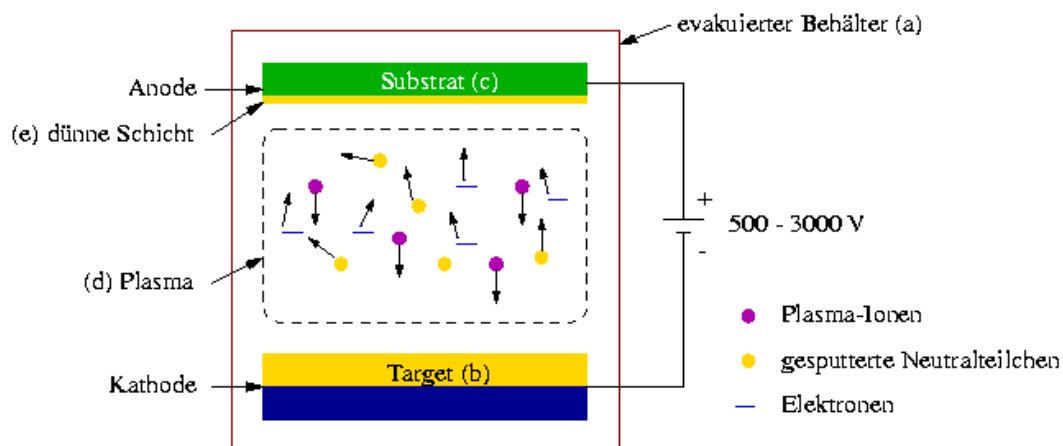 evakuierter Behälter (a)
Substrat (c)
Anode
(e) dünne Schicht
+
500 - 3000 V
-
(d) Plasma
Plasma-Ionen
gesputterte Neutralteilchen
Target (b)
Kathode
Elektronen